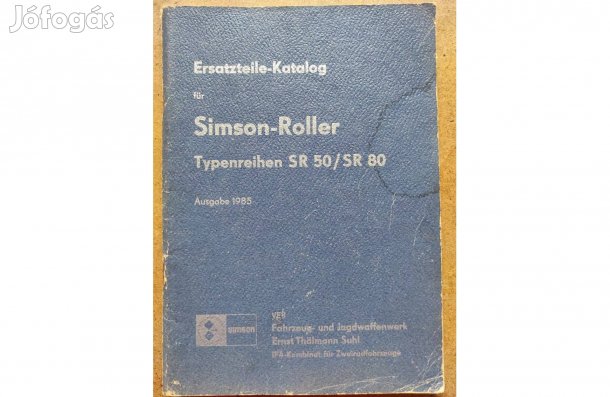 Jófogás
Ersatzteile-Katalog
für
Simson-Roller
Typenreihen SR 50/SR 80
Ausgabe 1985
simson
VEB
Fahrzeug- und Jagdwaffenwerk
Ernst Thälmann Suhl
IFA-Kombinat für Zweiradfahrzeuge